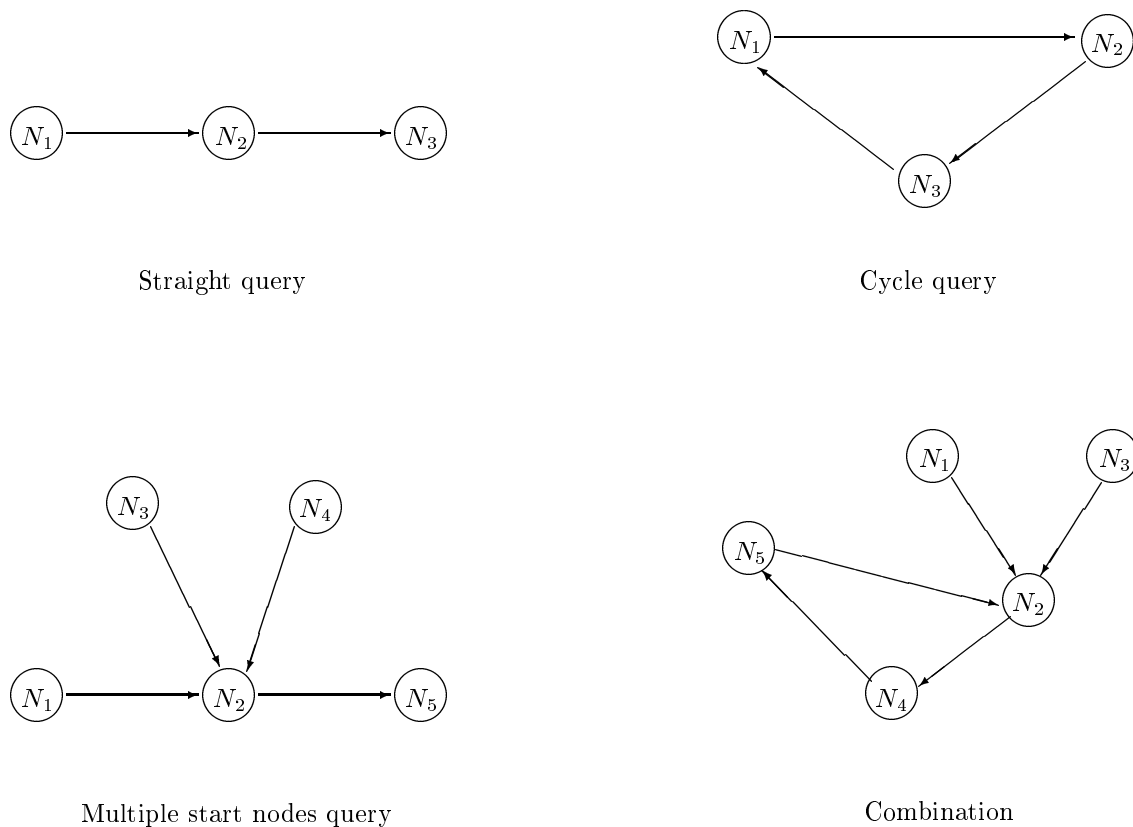 N1 N2 N3
Straight query
N1 N2
N3
Cycle query
N3 N4
N1 N2 N5
Multiple start nodes query
N1 N3
N5
N2
N4
Combination